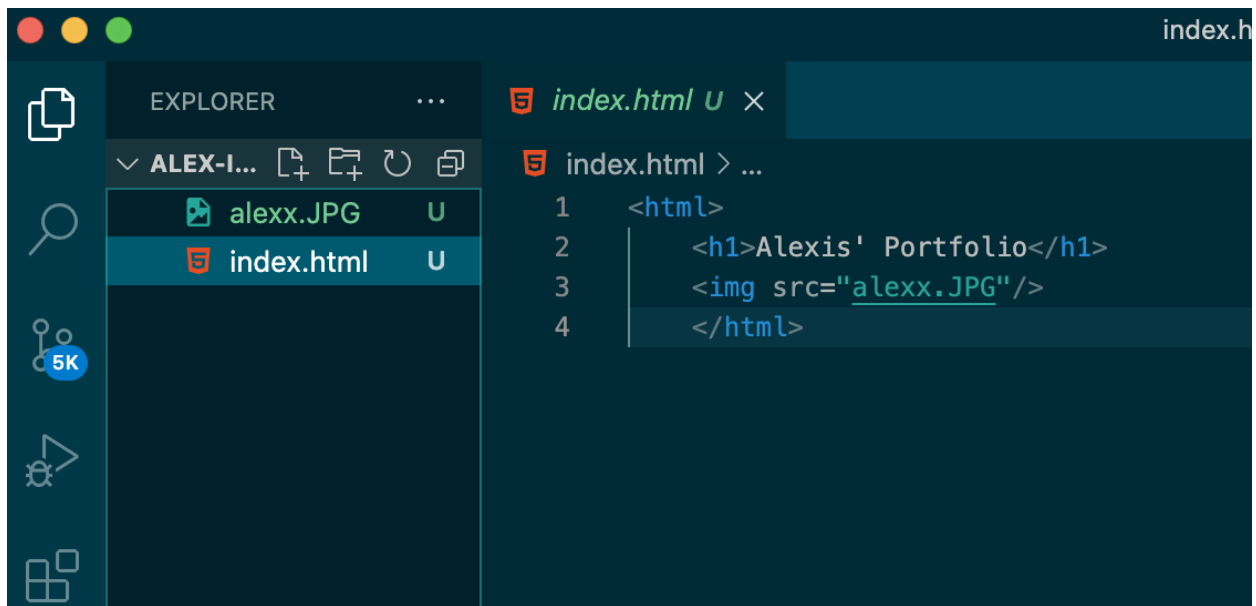 index.h
EXPLORER ...
index.html U
ALEX-I...
index.html > ...
alexx.JPG U
index.html U
5K
1 <html>
2 <h1>Alexis' Portfolio</h1>
3 <img src="alexx.JPG"/>
4 </html>